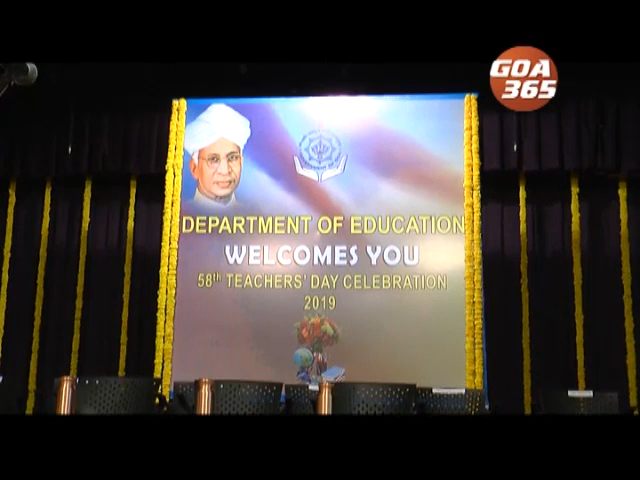 GOA
365
DEPARTMENT OF EDUCATION
WELCOMES YOU
58th TEACHERS' DAY CELEBRATION
2019